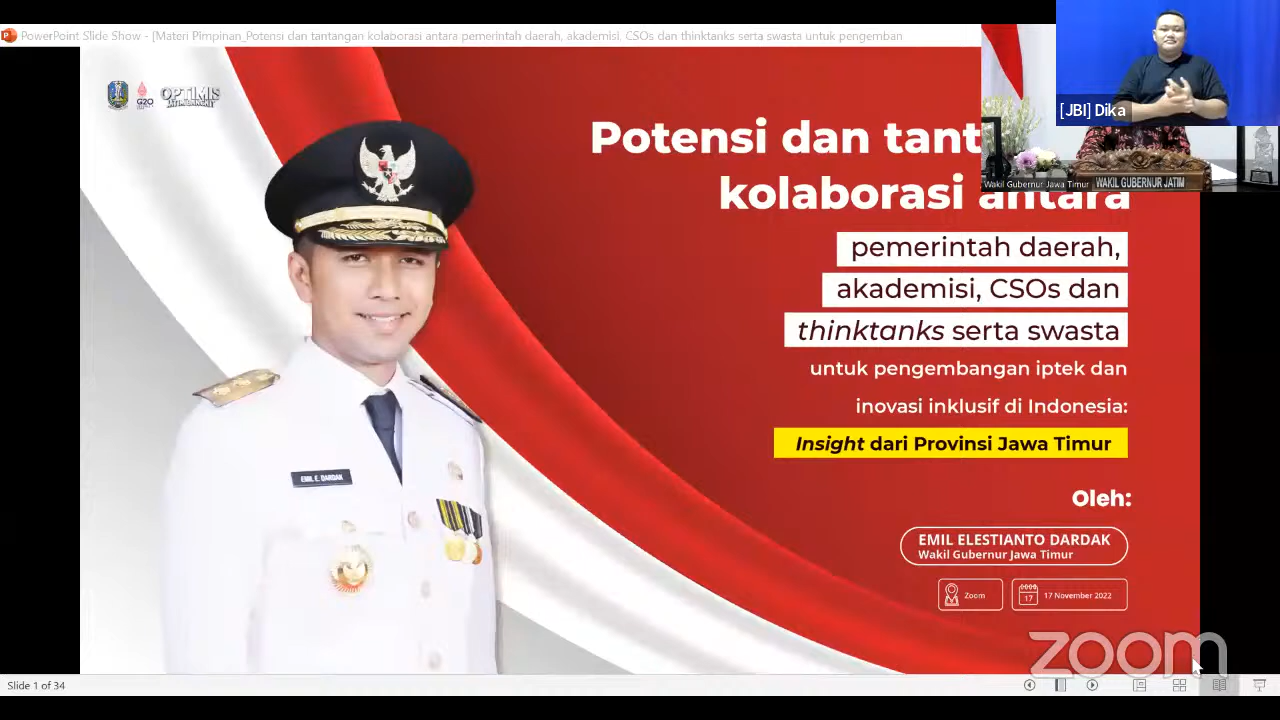 PowerPoint Slide Show - [Materi Pimpinan_Potensi dan tantangan kolaborasi antara pemerintah daerah, akademisi, CSOs dan thinktanks serta swasta untuk pengemban
[JBI] Dika
G20
OPTIMIS
Wakil Gubernur Jawa Timur
WAKIL GUBERNUR JATIM
Potensi dan tant
kolaborasi antara
pemerintah daerah,
akademisi, CSOs dan
thinktanks serta swasta
untuk pengembangan iptek dan
inovasi inklusif di Indonesia:
Insight dari Provinsi Jawa Timur
EMIL E. DARDAK
Oleh:
EMIL ELESTIANTO DARDAK
Wakil Gubernur Jawa Timur
Zoom
17
17 November 2022
zoom
Slide 1 of 34